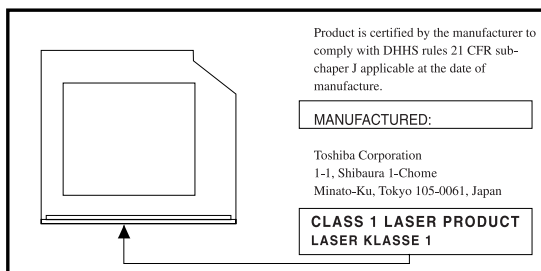 Product is certified by the manufacturer to
comply with DHHS rules 21 CFR sub-
chaper J applicable at the date of
manufacture.
MANUFACTURED:
Toshiba Corporation
1-1, Shibaura 1-Chome
Minato-Ku, Tokyo 105-0061, Japan
CLASS 1 LASER PRODUCT
LASER KLASSE 1